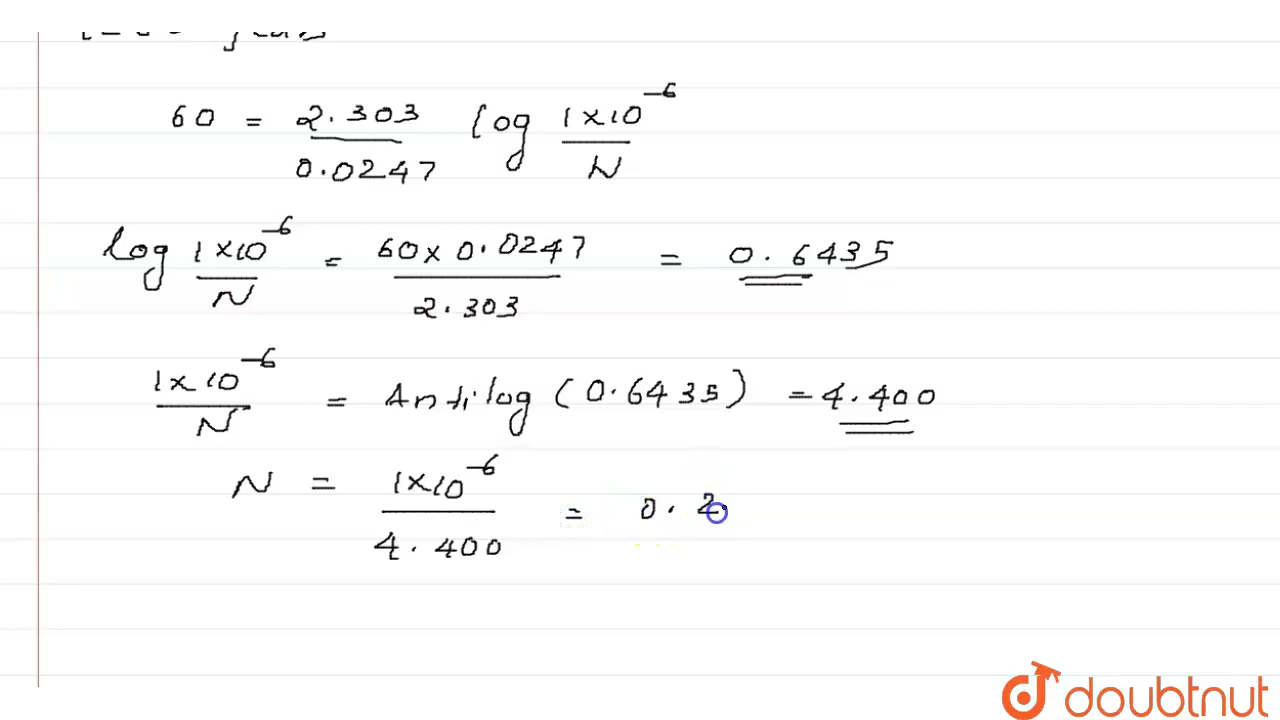 60 = 2.303 / 0.0247 log 1×10^-6 / N
log 1×10^-6 / N = 60×0.0247 / 2.303 = 0.6435
1×10^-6 / N = Antilog (0.6435) = 4.400
N = 1×10^-6 / 4.400 = 0.2
doubtnut